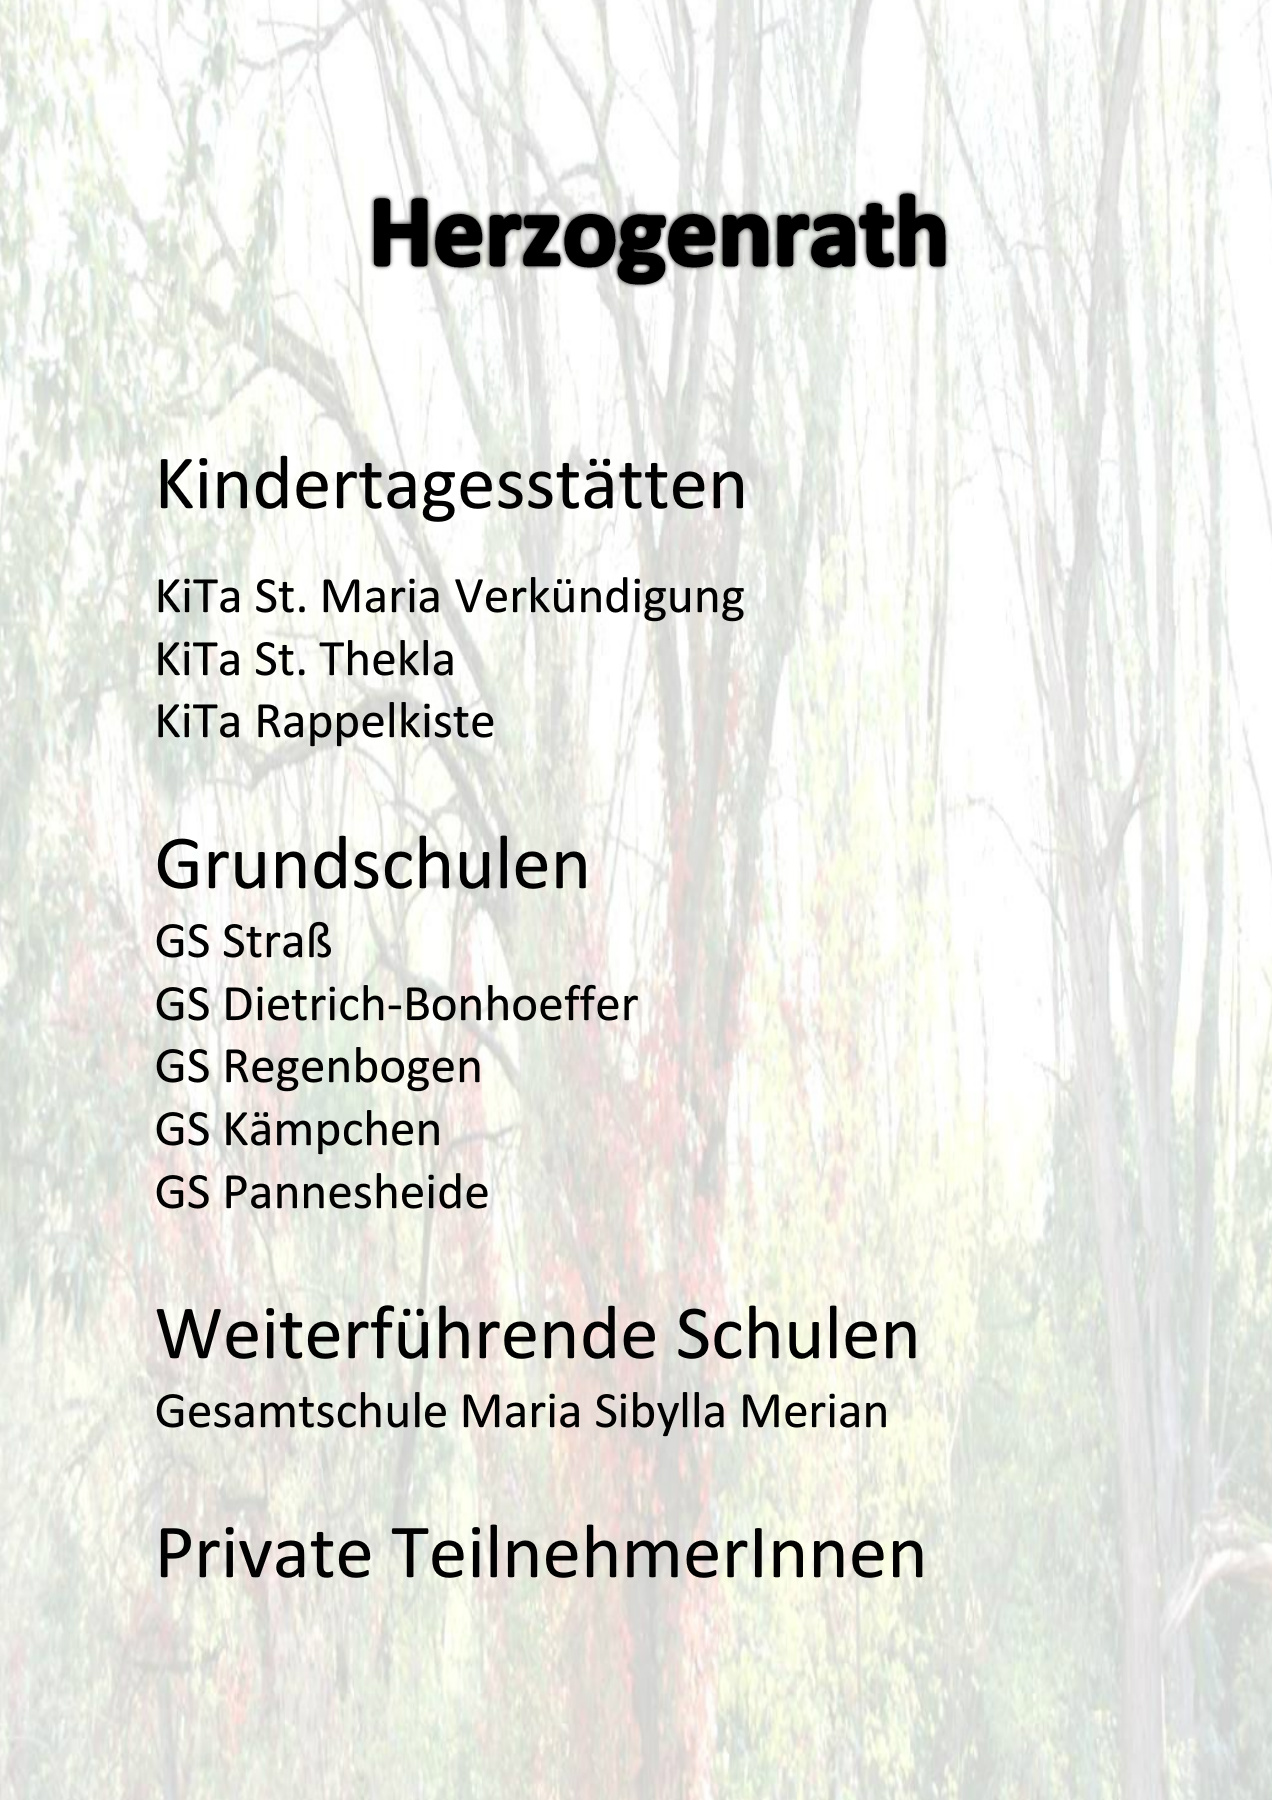 Herzogenrath
Kindertagesstätten
KiTa St. Maria Verkündigung
KiTa St. Thekla
KiTa Rappelkiste
Grundschulen
GS Straß
GS Dietrich-Bonhoeffer
GS Regenbogen
GS Kämpchen
GS Pannesheide
Weiterführende Schulen
Gesamtschule Maria Sibylla Merian
Private TeilnehmerInnen